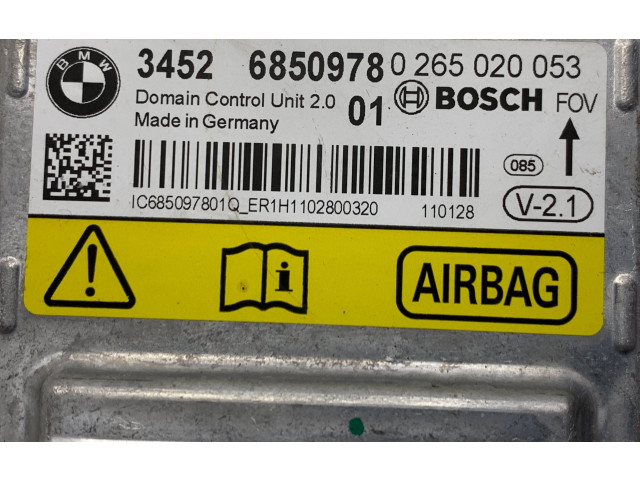 BMW
3452 6850978 0 265 020 053
Domain Control Unit 2.0 01 BOSCH FOV
Made in Germany
085
IC685097801Q_ER1H1102800320 110128
V-2.1
i
AIRBAG